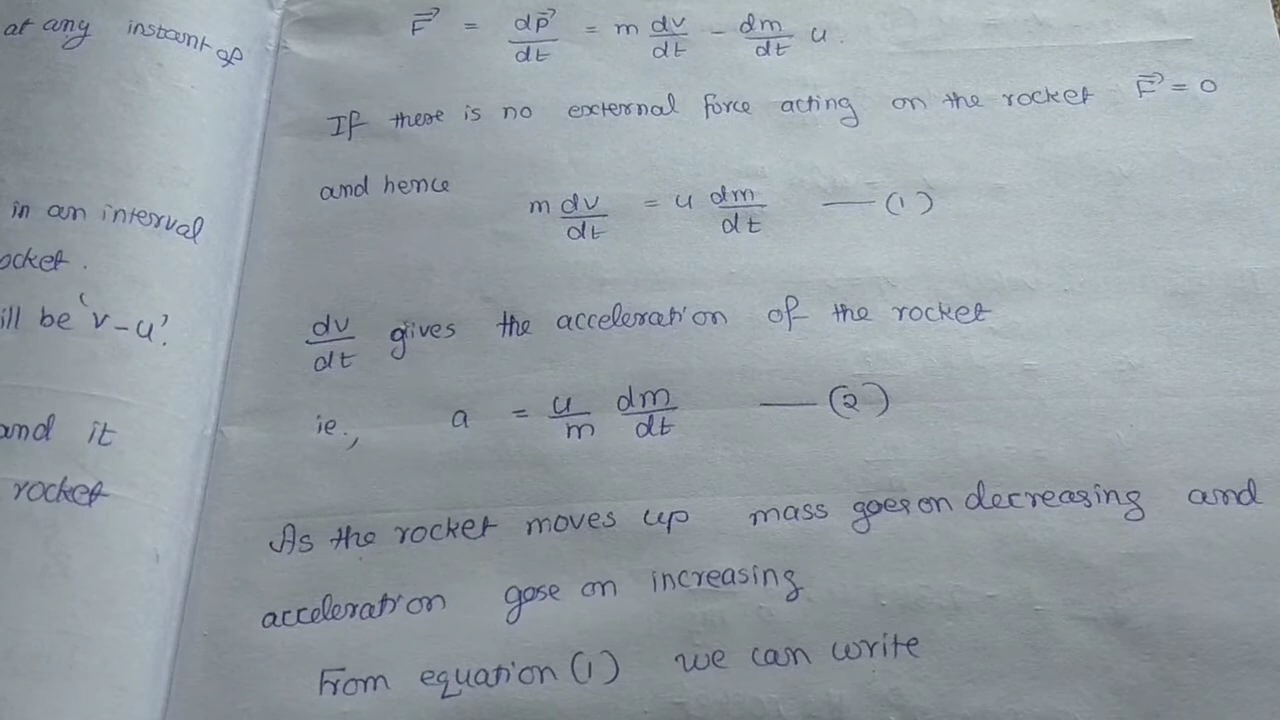 at any instant of
in an interval
ocket.
ill be 'v-u'.
and it
rocket
F⃗ = dp⃗/dt = m dv/dt - dm/dt u.
If there is no external force acting on the rocket F⃗ = 0
and hence
m dv/dt = u dm/dt — (1)
dv/dt gives the acceleration of the rocket
ie., a = u/m dm/dt — (2)
As the rocket moves up mass goes on decreasing and
acceleration gose on increasing
From equation (1) we can write